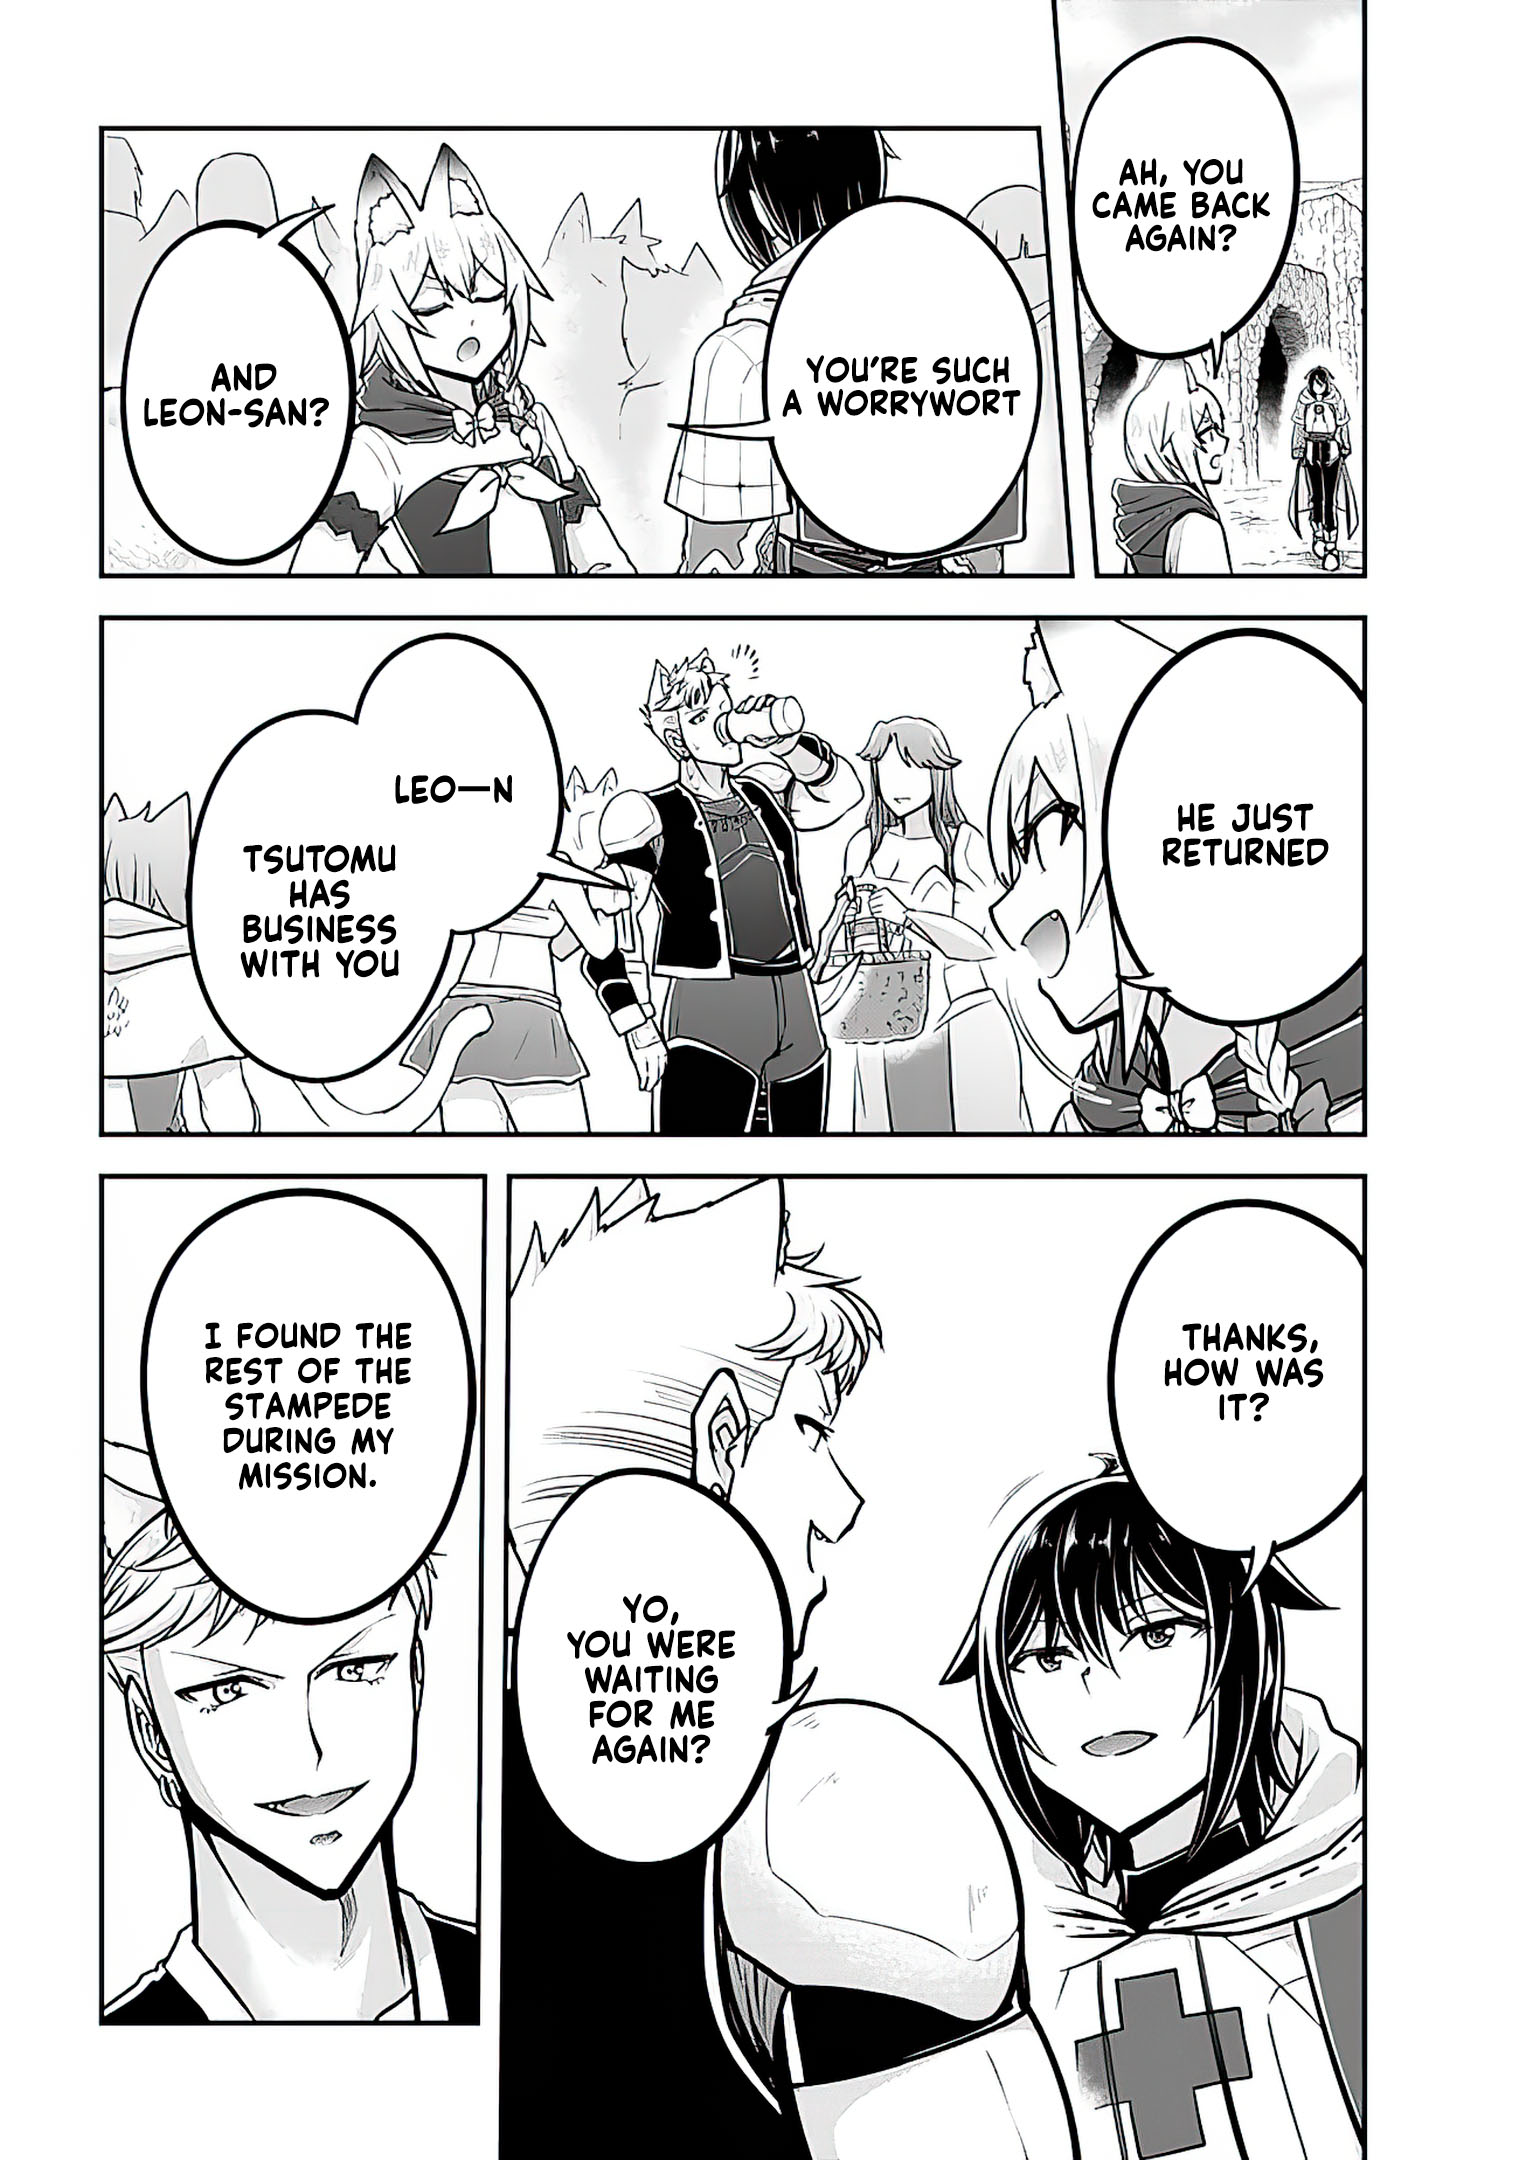 AH, YOU
CAME BACK
AGAIN?
YOU'RE SUCH
A WORRYWORT
AND
LEON-SAN?
HE JUST
RETURNED
LEO—N
TSUTOMU
HAS
BUSINESS
WITH YOU
THANKS,
HOW WAS
IT?
YO,
YOU WERE
WAITING
FOR ME
AGAIN?
I FOUND THE
REST OF THE
STAMPEDE
DURING MY
MISSION.